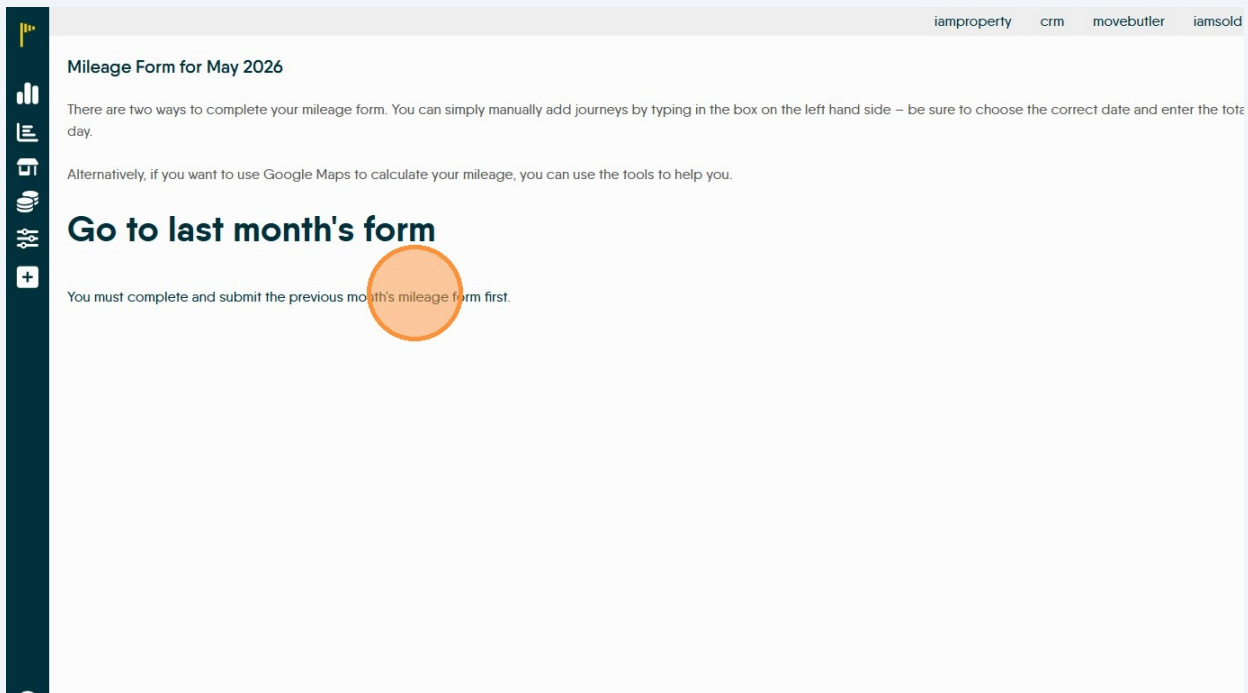 iamproperty crm movebutler iamsold
Mileage Form for May 2026
There are two ways to complete your mileage form. You can simply manually add journeys by typing in the box on the left hand side – be sure to choose the correct date and enter the tota
day.
Alternatively, if you want to use Google Maps to calculate your mileage, you can use the tools to help you.
Go to last month's form
You must complete and submit the previous month's mileage form first.